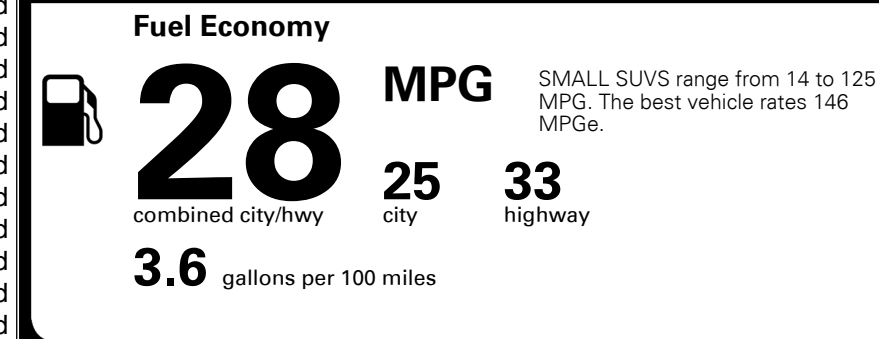 d
d
d
d
d
d
d
d
d
d
d
Fuel Economy
28
MPG
SMALL SUVS range from 14 to 125
MPG. The best vehicle rates 146
MPGe.
combined city/hwy
25
city
33
highway
3.6 gallons per 100 miles